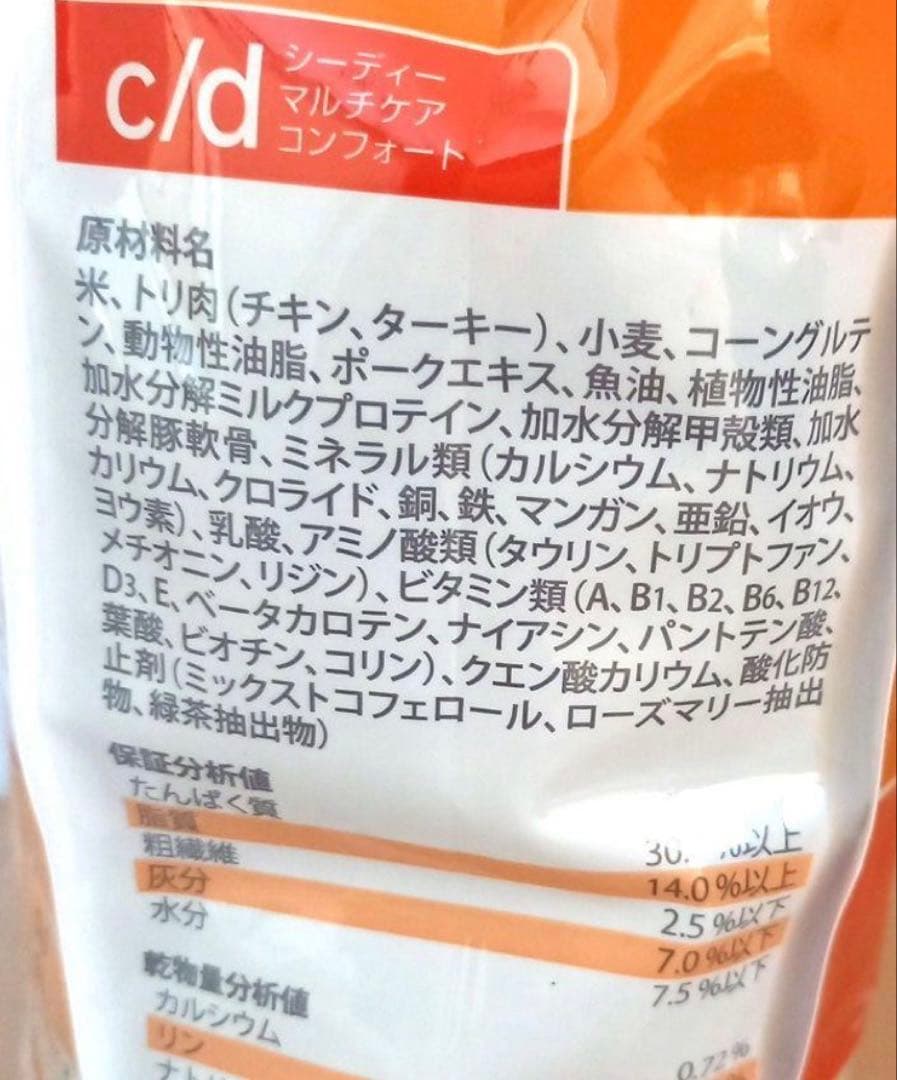 c/d
シーディー
マルチケア
コンフォート
原材料名
米、トリ肉（チキン、ターキー）、小麦、コーングルテ
ン、動物性油脂、ポークエキス、魚油、植物性油脂、
加水分解ミルクプロテイン、加水分解甲殻類、加水
分解豚軟骨、ミネラル類（カルシウム、ナトリウム、
カリウム、クロライド、銅、鉄、マンガン、亜鉛、イオウ、
ヨウ素）、乳酸、アミノ酸類（タウリン、トリプトファン、
メチオニン、リジン）、ビタミン類（A、B1、B2、B6、B12、
D3、E、ベータカロテン、ナイアシン、パントテン酸、
葉酸、ビオチン、コリン）、クエン酸カリウム、酸化防
止剤（ミックストコフェロール、ローズマリー抽出
物、緑茶抽出物）
保証分析値
たんぱく質 以上
脂質 14.0%以上
粗繊維 2.5%以下
灰分 7.0%以下
水分 7.5%以下
乾物量分析値
カルシウム 0.72%
リン